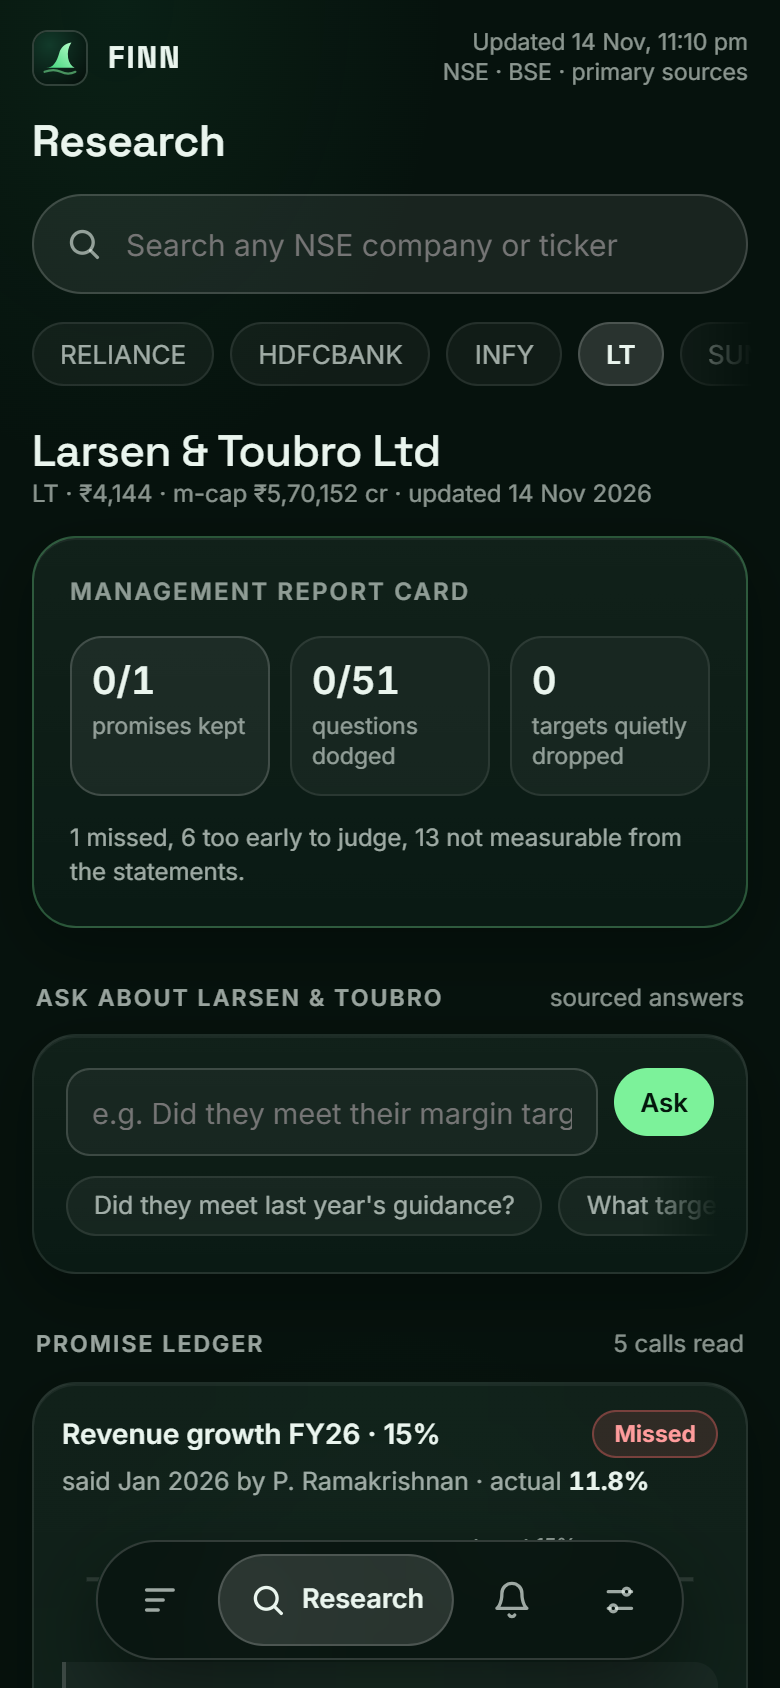 FINN
Updated 14 Nov, 11:10 pm
NSE · BSE · primary sources
Research
Search any NSE company or ticker
RELIANCE
HDFCBANK
INFY
LT
Larsen & Toubro Ltd
LT · ₹4,144 · m-cap ₹5,70,152 cr · updated 14 Nov 2026
MANAGEMENT REPORT CARD
0/1
promises kept
0/51
questions
dodged
0
targets quietly
dropped
1 missed, 6 too early to judge, 13 not measurable from
the statements.
ASK ABOUT LARSEN & TOUBRO
sourced answers
e.g. Did they meet their margin targ
Ask
Did they meet last year's guidance?
What targe
PROMISE LEDGER
5 calls read
Revenue growth FY26 · 15%
Missed
said Jan 2026 by P. Ramakrishnan · actual 11.8%
Research